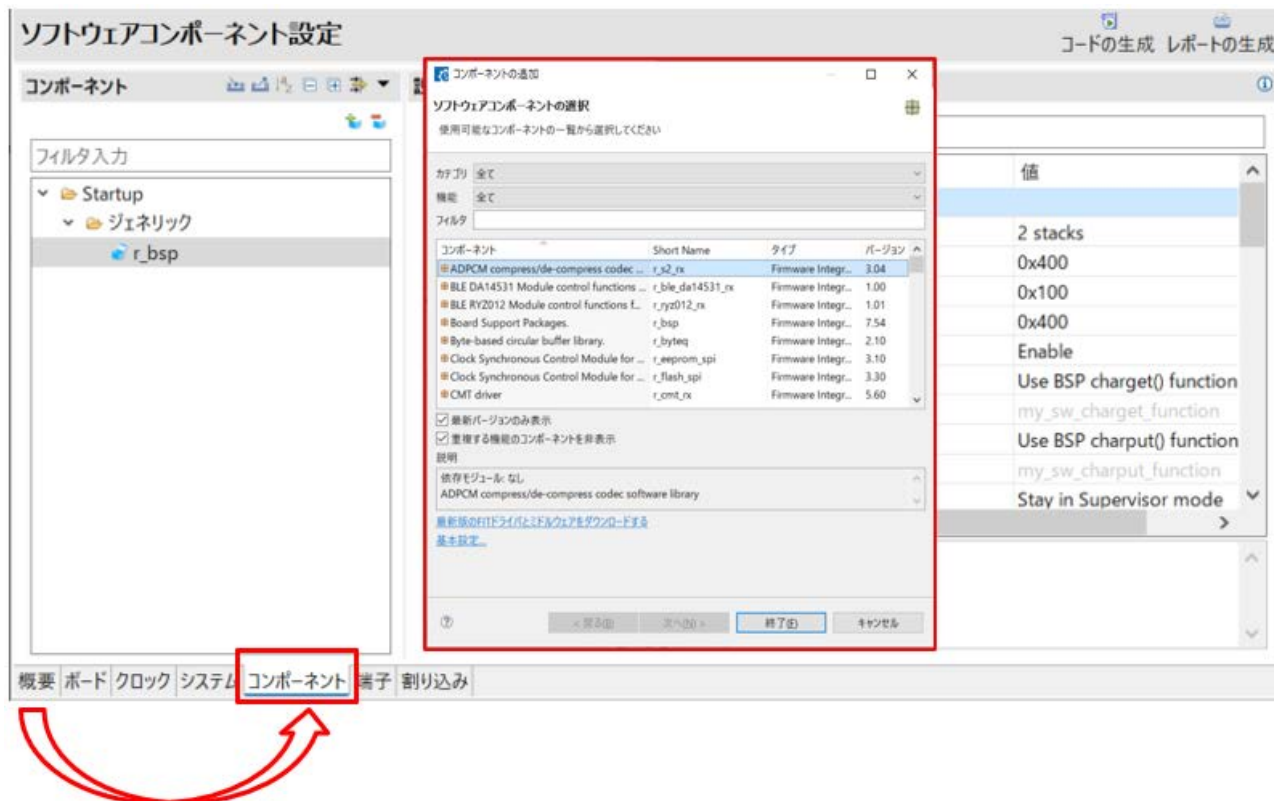 ソフトウェアコンポーネント設定
コードの生成 レポートの生成
コンポーネント
フィルタ入力
Startup
ジェネリック
r_bsp
コンポーネントの追加
ソフトウェアコンポーネントの選択
使用可能なコンポーネントの一覧から選択してください
カテゴリ 全て
機能 全て
フィルタ
コンポーネント Short Name タイプ バージョン
ADPCM compress/de-compress codec ... r_s2_rx Firmware Integr... 3.04
BLE DA14531 Module control functions ... r_ble_da14531_rx Firmware Integr... 1.00
BLE RYZ012 Module control functions f... r_ryz012_rx Firmware Integr... 1.01
Board Support Packages. r_bsp Firmware Integr... 7.54
Byte-based circular buffer library. r_byteq Firmware Integr... 2.10
Clock Synchronous Control Module for ... r_eeprom_spi Firmware Integr... 3.10
Clock Synchronous Control Module for ... r_flash_spi Firmware Integr... 3.30
CMT driver r_cmt_rx Firmware Integr... 5.60
最新バージョンのみ表示
重複する機能のコンポーネントを非表示
説明
依存モジュール: なし
ADPCM compress/de-compress codec software library
最新版のFITドライバとミドルウェアをダウンロードする
基本設定...
< 戻る(B) 次へ(N) > 終了(F) キャンセル
値
2 stacks
0x400
0x100
0x400
Enable
Use BSP charget() function
my_sw_charget_function
Use BSP charput() function
my_sw_charput_function
Stay in Supervisor mode
概要 ボード クロック システム コンポーネント 端子 割り込み